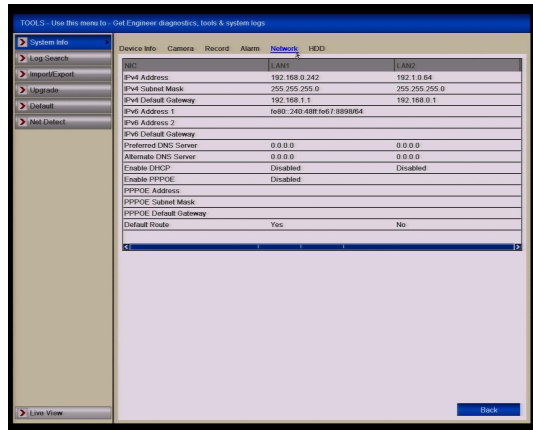 TOOLS - Use this menu to - Get Engineer diagnostics, tools & system logs
System Info
Log Search
Import/Export
Upgrade
Default
Net Detect
Live View
Device Info Camera Record Alarm Network HDD
NIC LAN1 LAN2
IPv4 Address 192.168.0.242 192.1.0.64
IPv4 Subnet Mask 255.255.255.0 255.255.255.0
IPv4 Default Gateway 192.168.1.1 192.168.0.1
IPv6 Address 1 fe80::240:48ff:fe67:8898/64
IPv6 Address 2
IPv6 Default Gateway
Preferred DNS Server 0.0.0.0 0.0.0.0
Alternate DNS Server 0.0.0.0 0.0.0.0
Enable DHCP Disabled Disabled
Enable PPPOE Disabled
PPPOE Address
PPPOE Subnet Mask
PPPOE Default Gateway
Default Route Yes No
Back